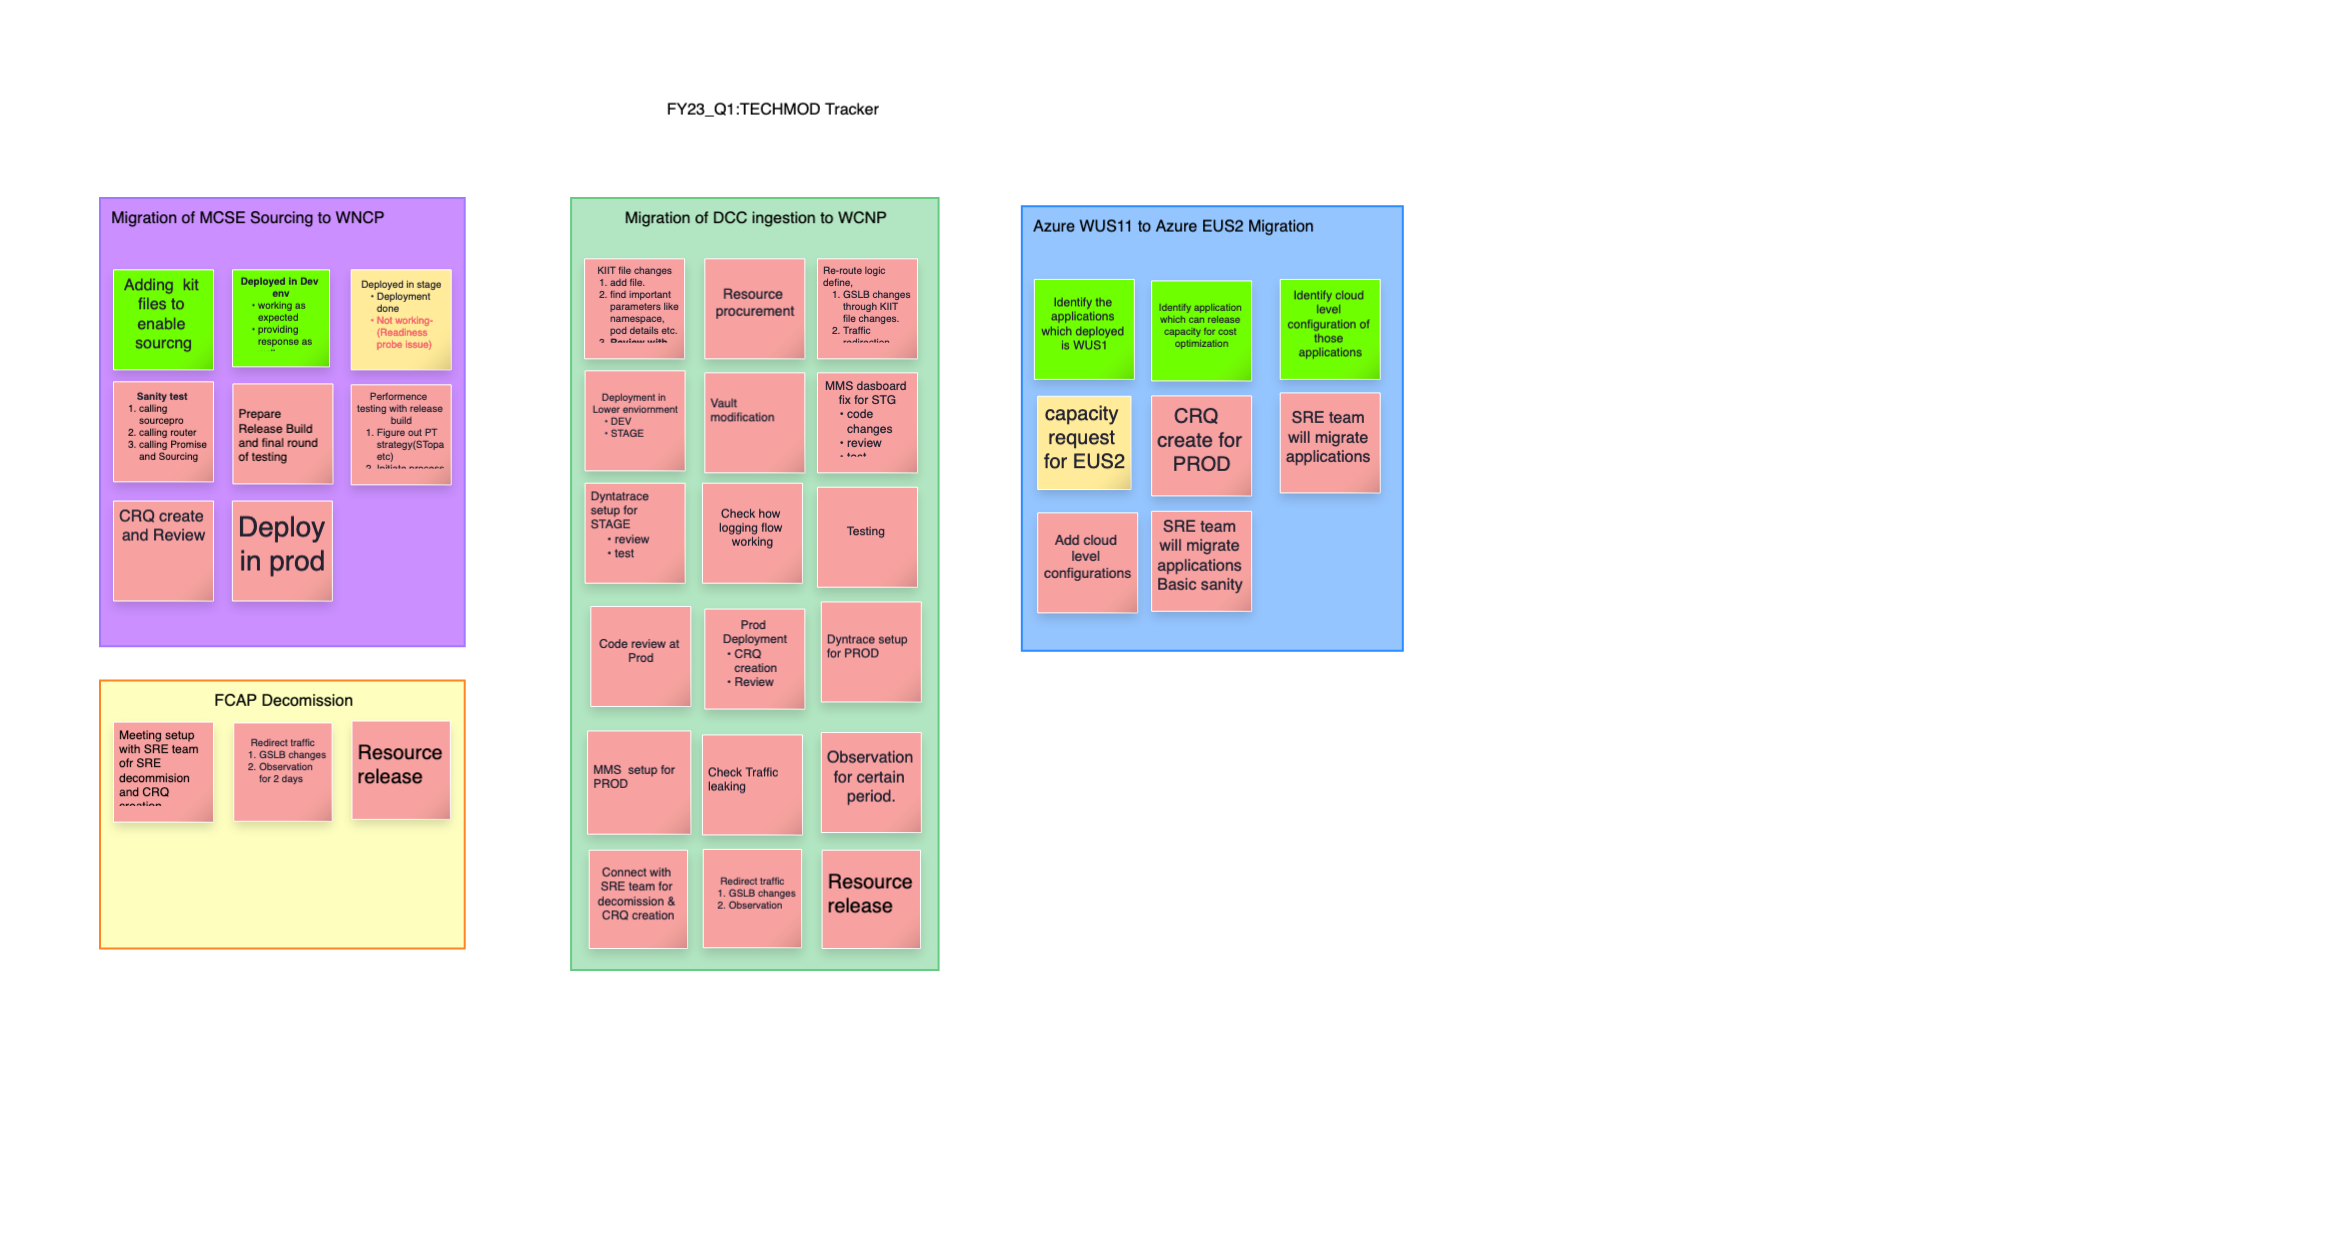 FY23_Q1:TECHMOD Tracker
Migration of MCSE Sourcing to WNCP
Adding  kit
files to
enable
sourcng
Deployed in Dev
env
• working as
expected
• providing
response as
Deployed in stage
• Deployment
done
• Not working-
(Readiness
probe issue)
Sanity test
1. calling
sourcepro
2. calling router
3. calling Promise
and Sourcing
Prepare
Release Build
and final round
of testing
Performence
testing with release
build
1. Figure out PT
strategy(STopa
etc)
2. Initiate process
CRQ create
and Review
Deploy
in prod
FCAP Decomission
Meeting setup
with SRE team
ofr SRE
decommision
and CRQ
creation
Redirect traffic
1. GSLB changes
2. Observation
for 2 days
Resource
release
Migration of DCC ingestion to WCNP
KIIT file changes
1. add file.
2. find important
parameters like
namespace,
pod details etc.
3. Review with
Resource
procurement
Re-route logic
define,
1. GSLB changes
through KIIT
file changes.
2. Traffic
redirection
Deployment in
Lower enviornment
• DEV
• STAGE
Vault
modification
MMS dasboard
fix for STG
• code
changes
• review
• test
Dyntatrace
setup for
STAGE
• review
• test
Check how
logging flow
working
Testing
Code review at
Prod
Prod
Deployment
• CRQ
creation
• Review
Dyntrace setup
for PROD
MMS  setup for
PROD
Check Traffic
leaking
Observation
for certain
period.
Connect with
SRE team for
decomission &
CRQ creation
Redirect traffic
1. GSLB changes
2. Observation
Resource
release
Azure WUS11 to Azure EUS2 Migration
Identify the
applications
which deployed
is WUS1
Identify application
which can release
capacity for cost
optimization
Identify cloud
level
configuration of
those
applications
capacity
request
for EUS2
CRQ
create for
PROD
SRE team
will migrate
applications
Add cloud
level
configurations
SRE team
will migrate
applications
Basic sanity